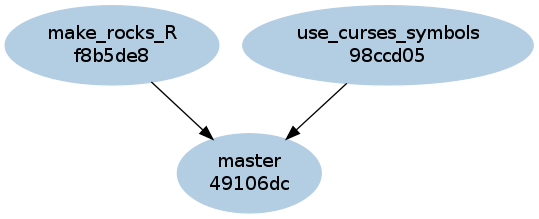 make_rocks_R
f8b5de8
use_curses_symbols
98ccd05
master
49106dc